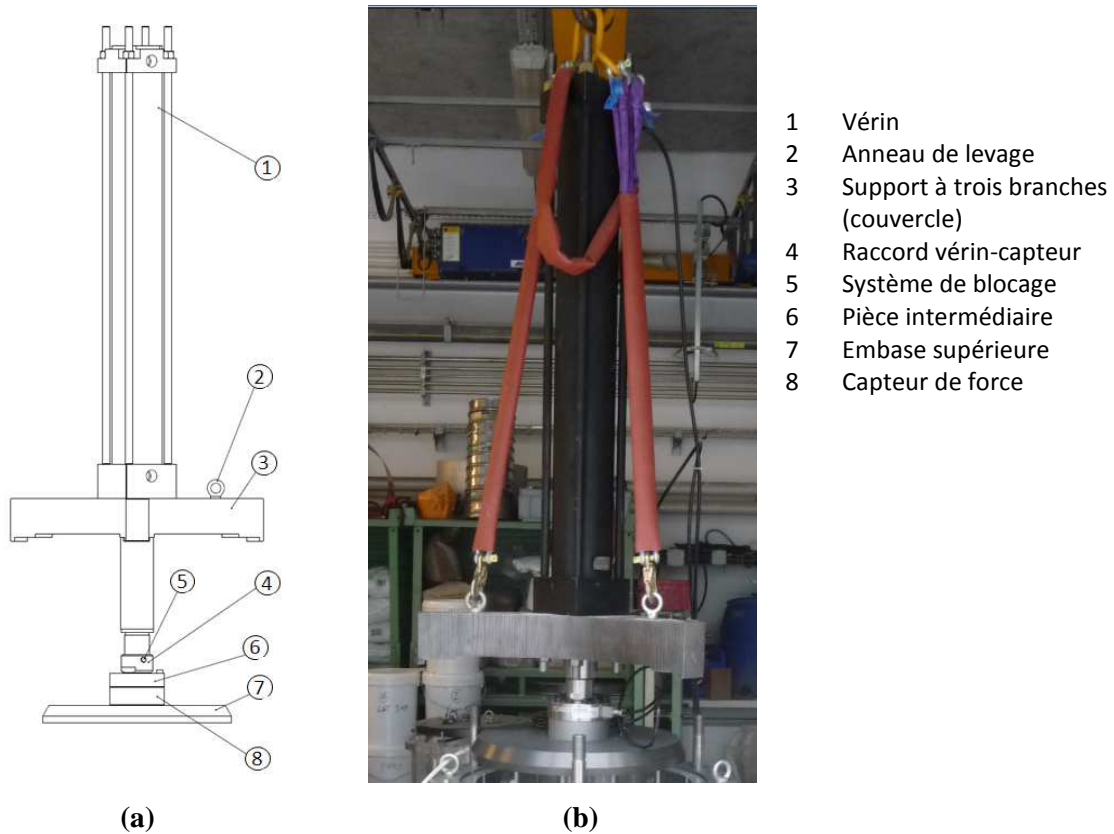 1
2
3
5
4
6
7
8
1 Vérin
2 Anneau de levage
3 Support à trois branches
(couvercle)
4 Raccord vérin-capteur
5 Système de blocage
6 Pièce intermédiaire
7 Embase supérieure
8 Capteur de force
(a)
(b)